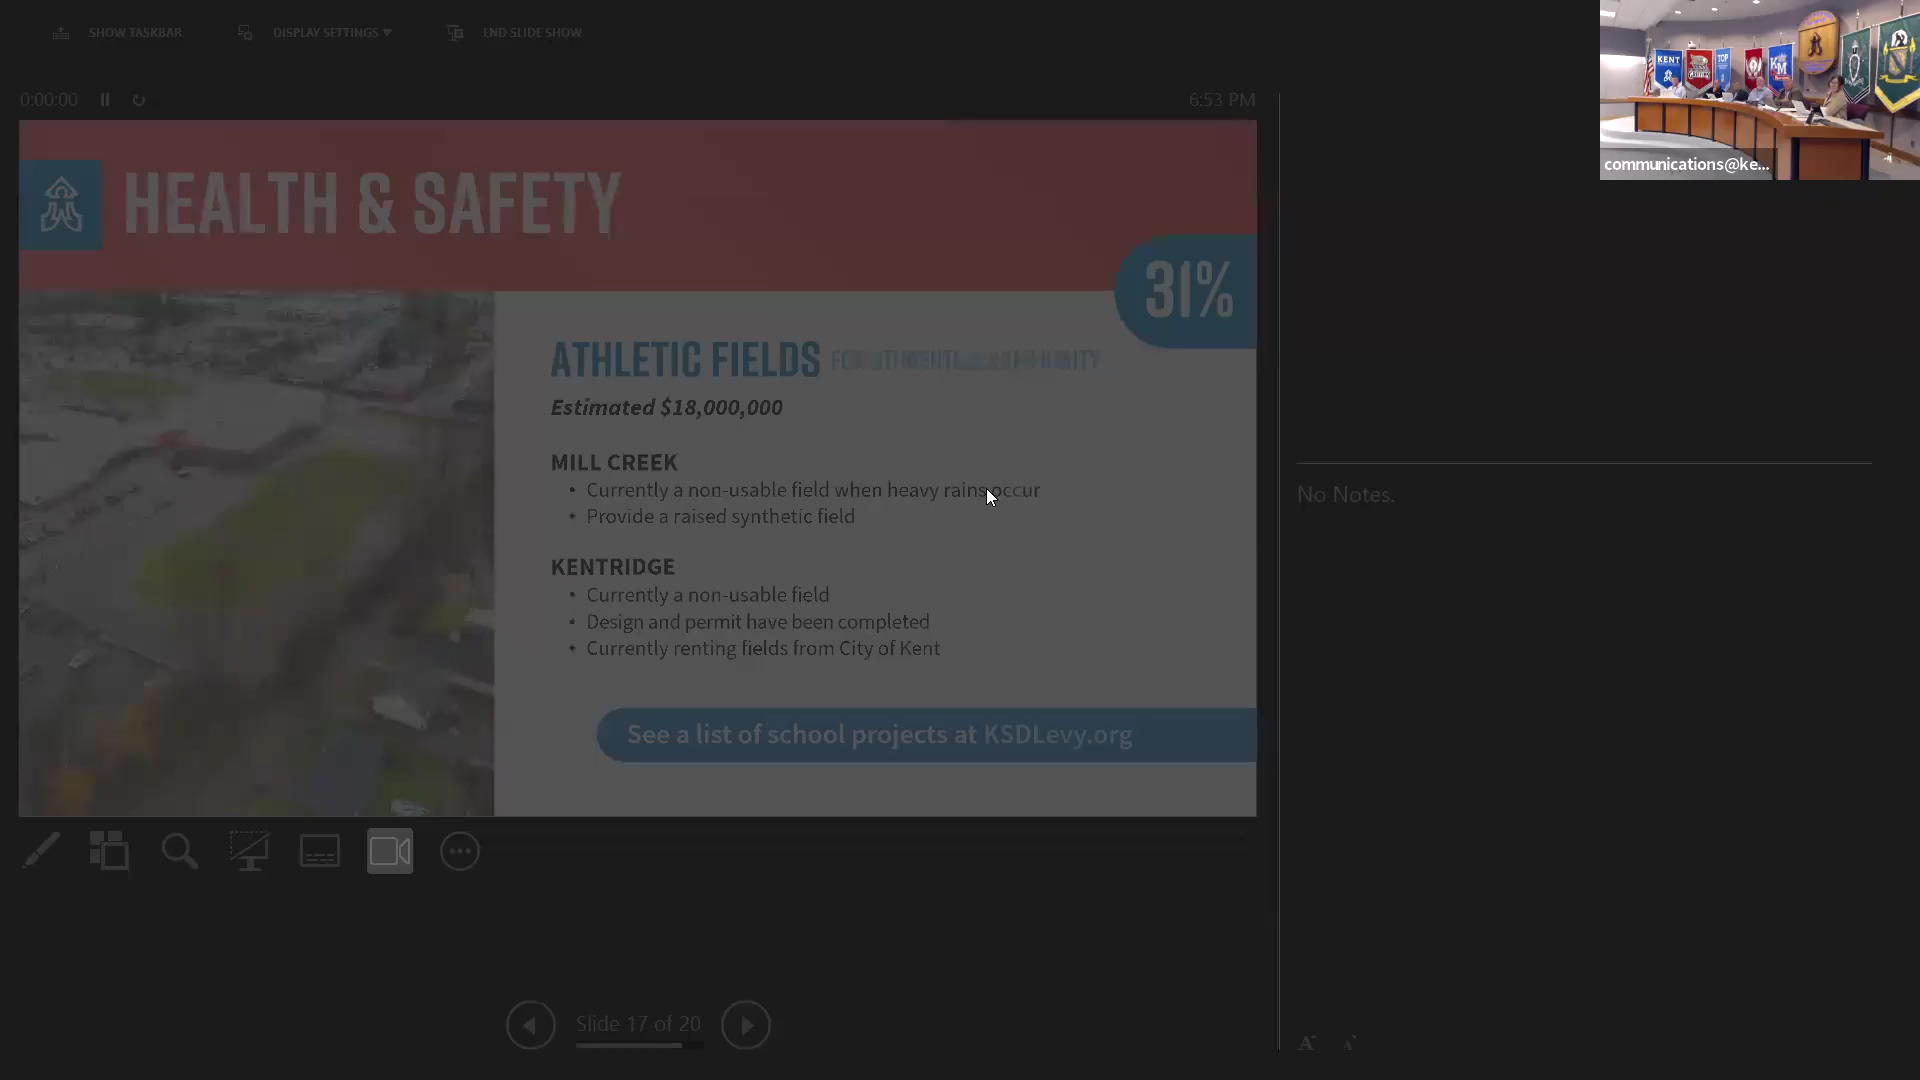 SHOW TASKBAR
DISPLAY SETTINGS
END SLIDE SHOW
0:00:00
6:53 PM
HEALTH & SAFETY
31%
ATHLETIC FIELDS
Estimated $18,000,000
MILL CREEK
• Currently a non-usable field when heavy rains occur
• Provide a raised synthetic field
KENTRIDGE
• Currently a non-usable field
• Design and permit have been completed
• Currently renting fields from City of Kent
See a list of school projects at KSDLevy.org
Slide 17 of 20
KENT
TOP
KM
communications@ke...
No Notes.
A A